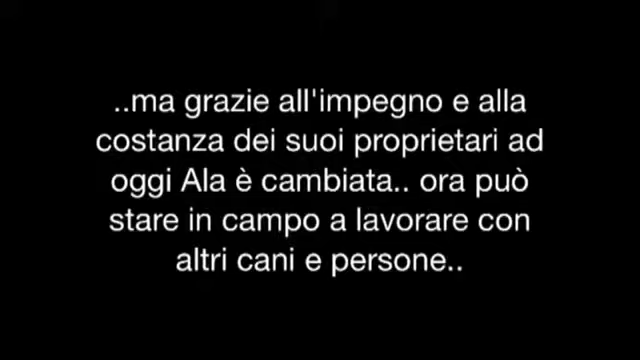 ..ma grazie all'impegno e alla
costanza dei suoi proprietari ad
oggi Ala è cambiata.. ora può
stare in campo a lavorare con
altri cani e persone..